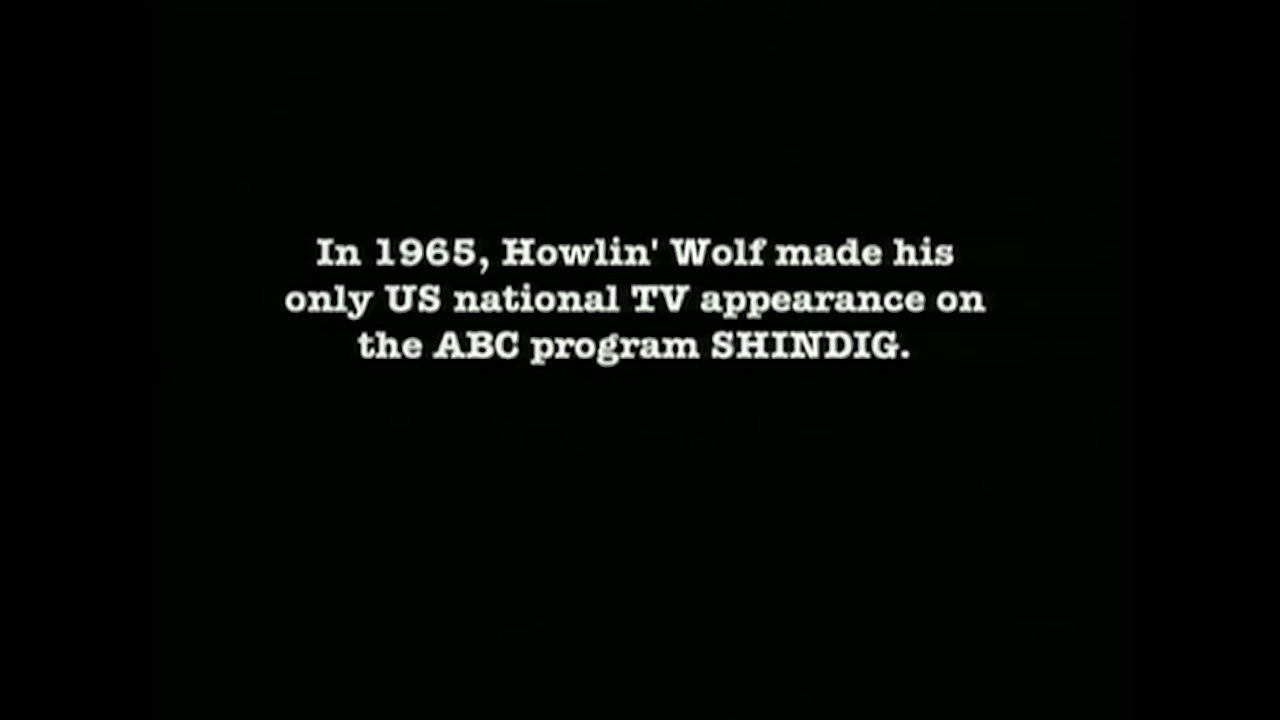 In 1965, Howlin' Wolf made his
only US national TV appearance on
the ABC program SHINDIG.